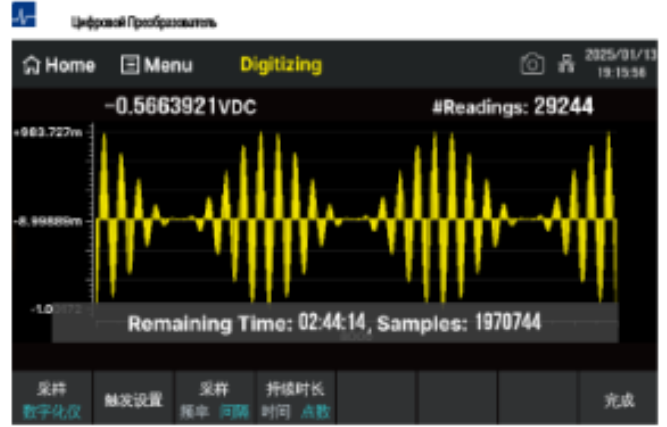 Цифровой Преобразователь
Home Menu Digitizing 2025/01/13
19:15:56
-0.5663921VDC #Readings: 29244
+983.727m
-8.99889m
-1.0
Remaining Time: 02:44:14, Samples: 1970744
采样 触发设置 采样 持续时长 完成
数字化仪 频率 间隔 时间 点数